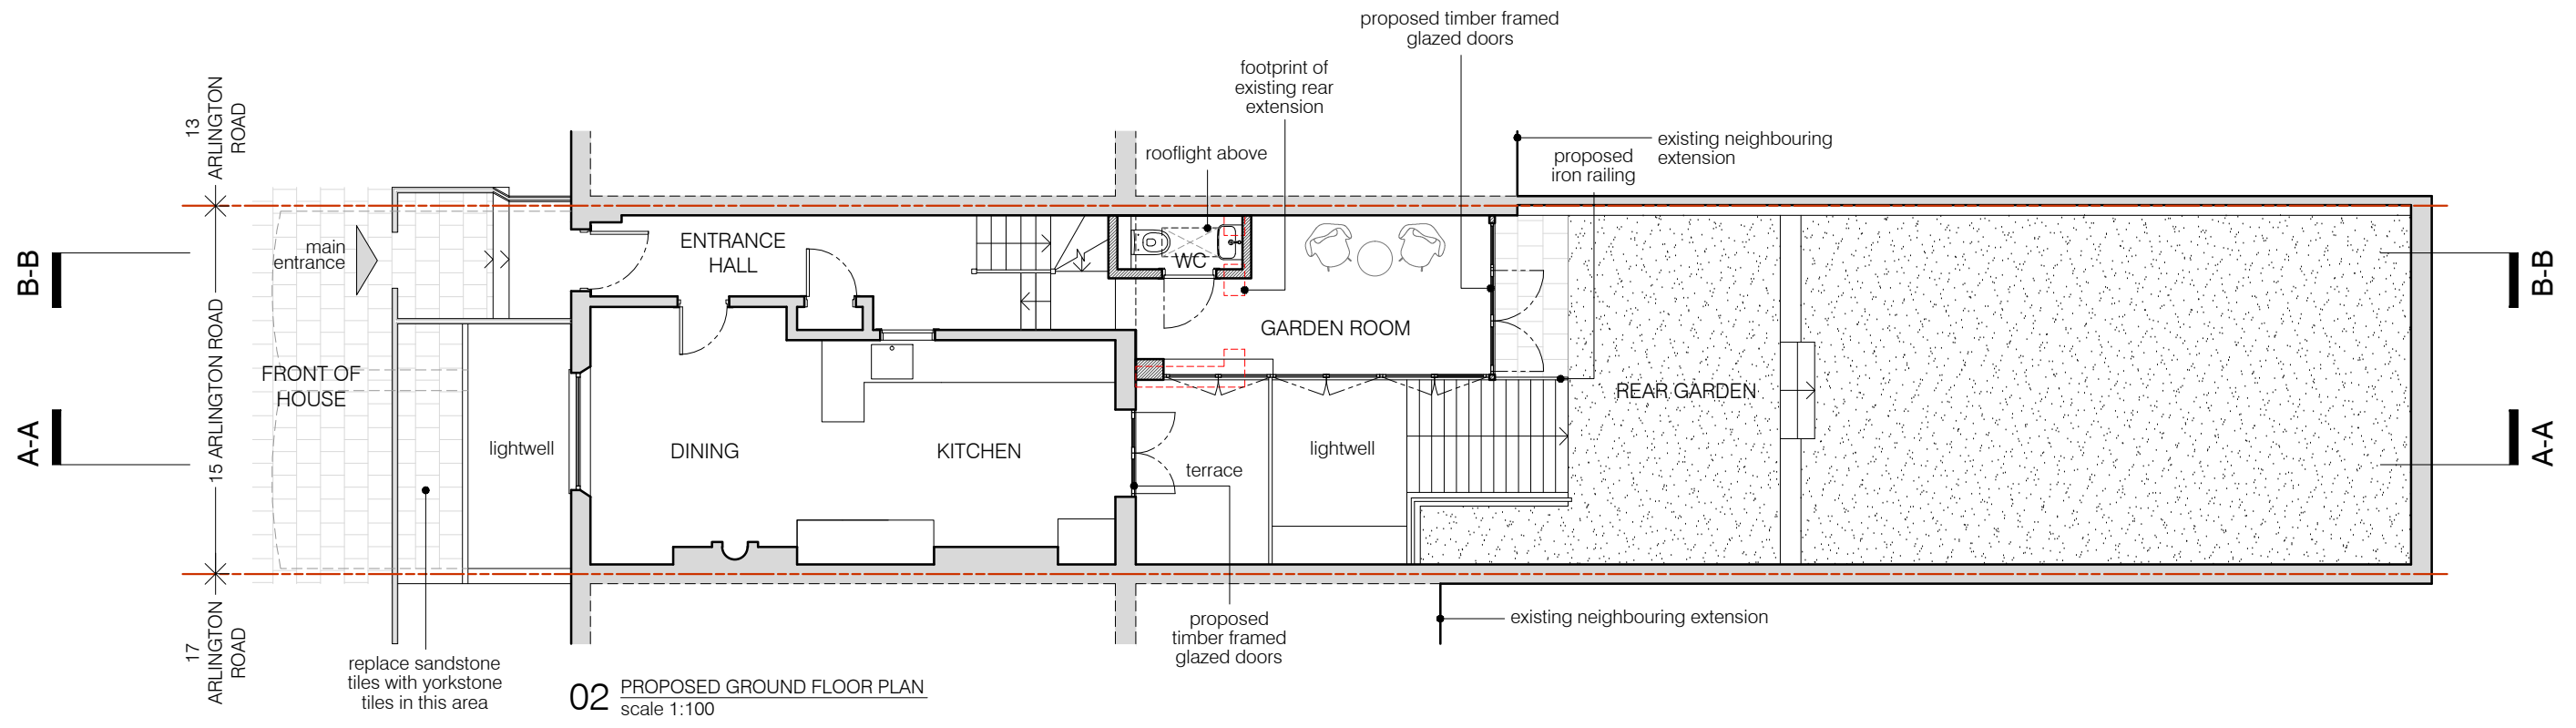 proposed timber framed
glazed doors
footprint of
existing rear
extension
rooflight above
existing neighbouring
extension
proposed
iron railing
13
ARLINGTON
ROAD
main
entrance
ENTRANCE
HALL
WC
GARDEN ROOM
B-B
B-B
15 ARLINGTON ROAD
FRONT OF
HOUSE
REAR GARDEN
A-A
A-A
lightwell
DINING
KITCHEN
terrace
lightwell
17
ARLINGTON
ROAD
replace sandstone
tiles with yorkstone
tiles in this area
proposed
timber framed
glazed doors
existing neighbouring extension
02 PROPOSED GROUND FLOOR PLAN
scale 1:100